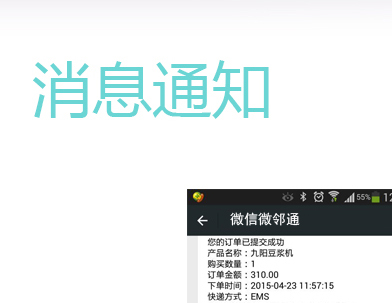 消息通知
55%
微信微邻通
您的订单已提交成功
产品名称：九阳豆浆机
购买数量：1
订单金额：310.00
下单时间：2015-04-23 11:57:15
快递方式：EMS